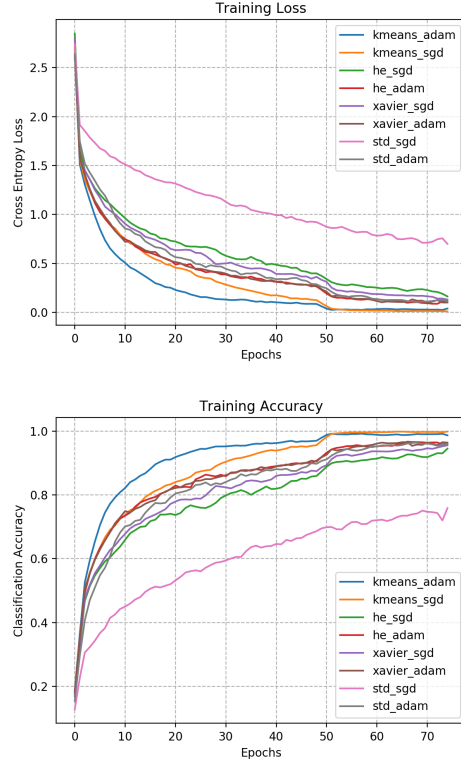 Training Loss
Cross Entropy Loss
2.5
2.0
1.5
1.0
0.5
0.0
kmeans_adam
kmeans_sgd
he_sgd
he_adam
xavier_sgd
xavier_adam
std_sgd
std_adam
0 10 20 30 40 50 60 70
Epochs
Training Accuracy
Classification Accuracy
1.0
0.8
0.6
0.4
0.2
kmeans_adam
kmeans_sgd
he_sgd
he_adam
xavier_sgd
xavier_adam
std_sgd
std_adam
0 10 20 30 40 50 60 70
Epochs